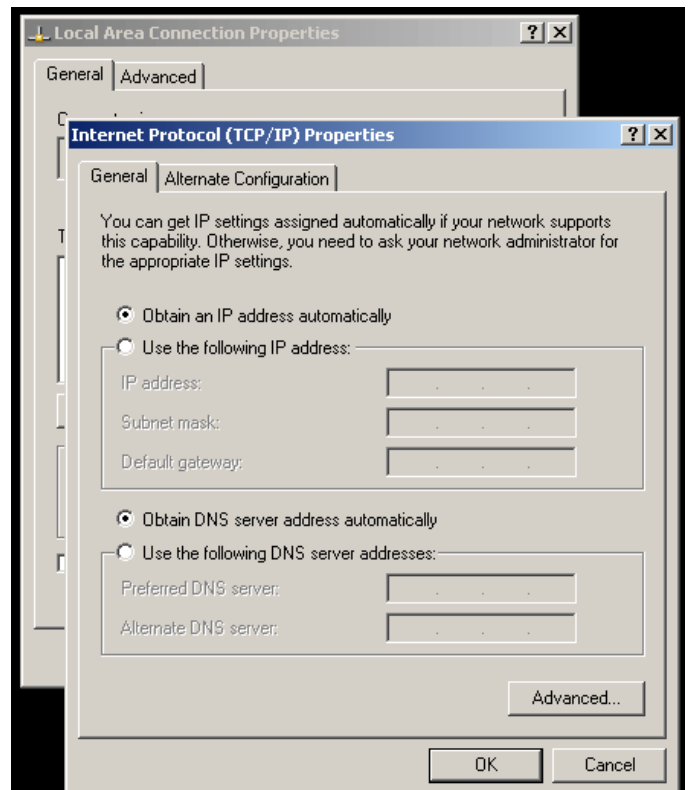 Local Area Connection Properties
General Advanced
Internet Protocol (TCP/IP) Properties
General Alternate Configuration
You can get IP settings assigned automatically if your network supports
this capability. Otherwise, you need to ask your network administrator for
the appropriate IP settings.
Obtain an IP address automatically
Use the following IP address:
IP address:
Subnet mask:
Default gateway:
Obtain DNS server address automatically
Use the following DNS server addresses:
Preferred DNS server:
Alternate DNS server:
Advanced...
OK Cancel